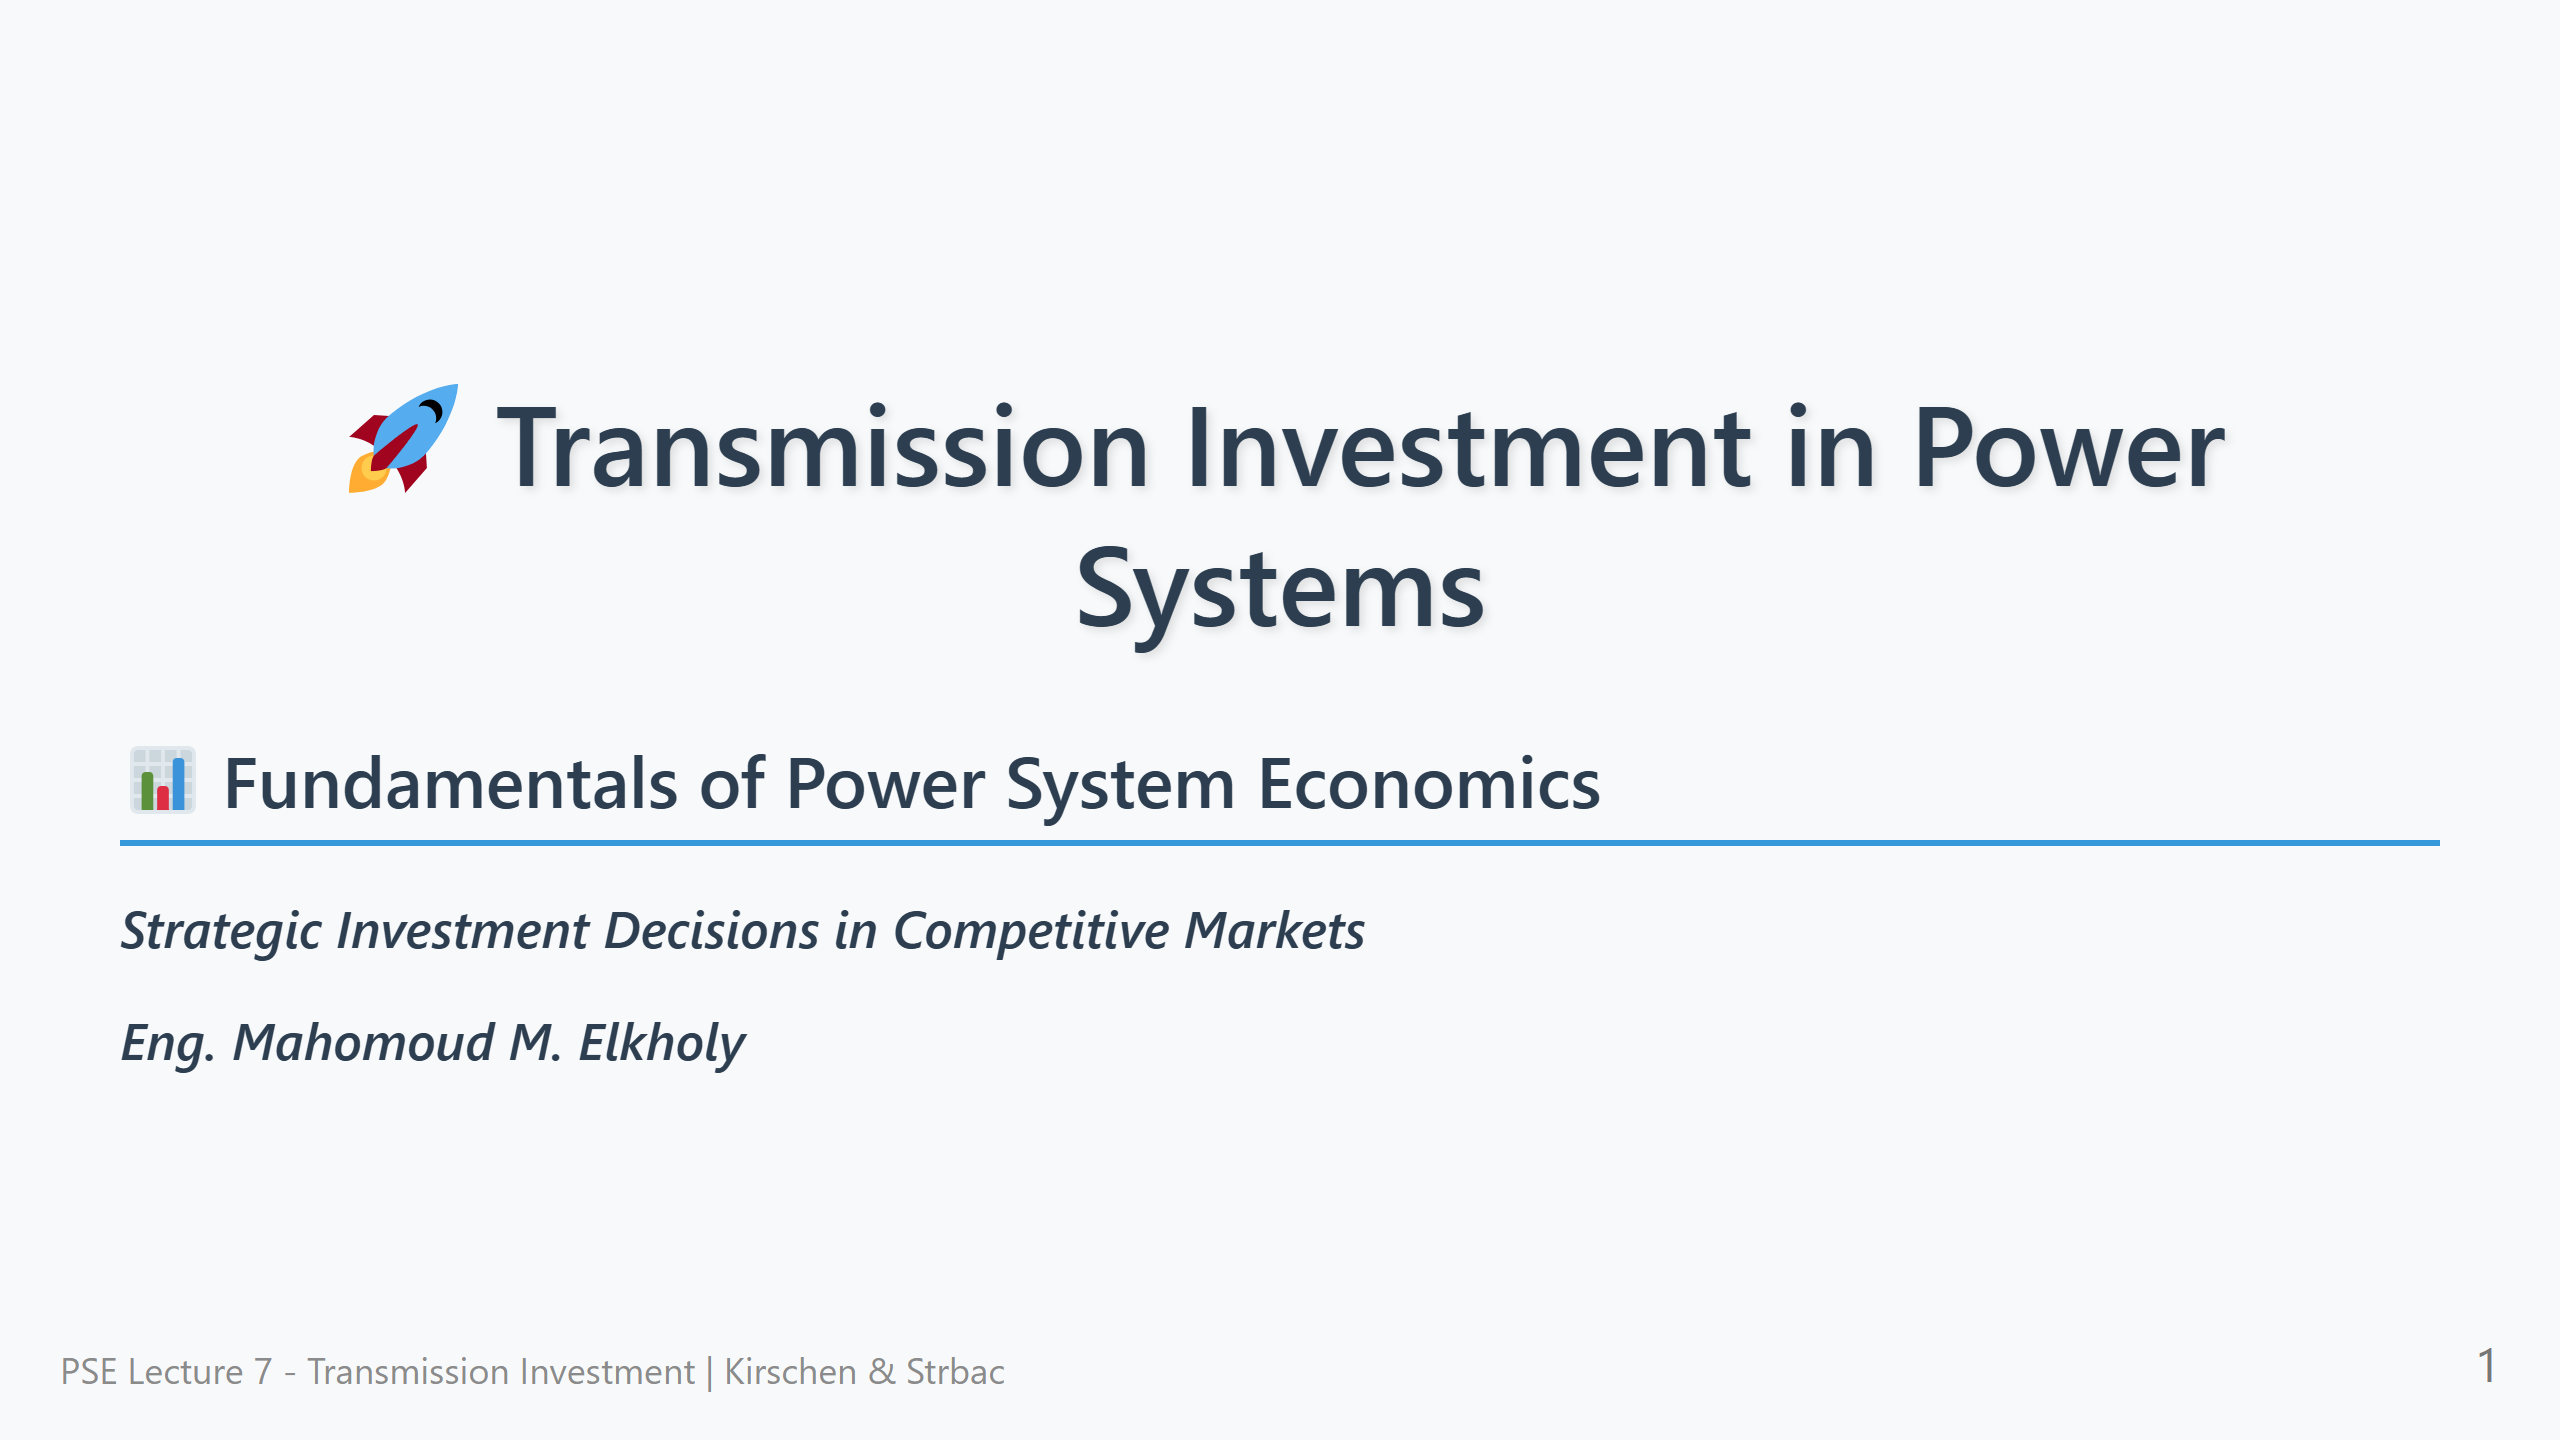 Transmission Investment in Power
Systems
Fundamentals of Power System Economics
Strategic Investment Decisions in Competitive Markets
Eng. Mahomoud M. Elkholy
PSE Lecture 7 - Transmission Investment | Kirschen & Strbac
1